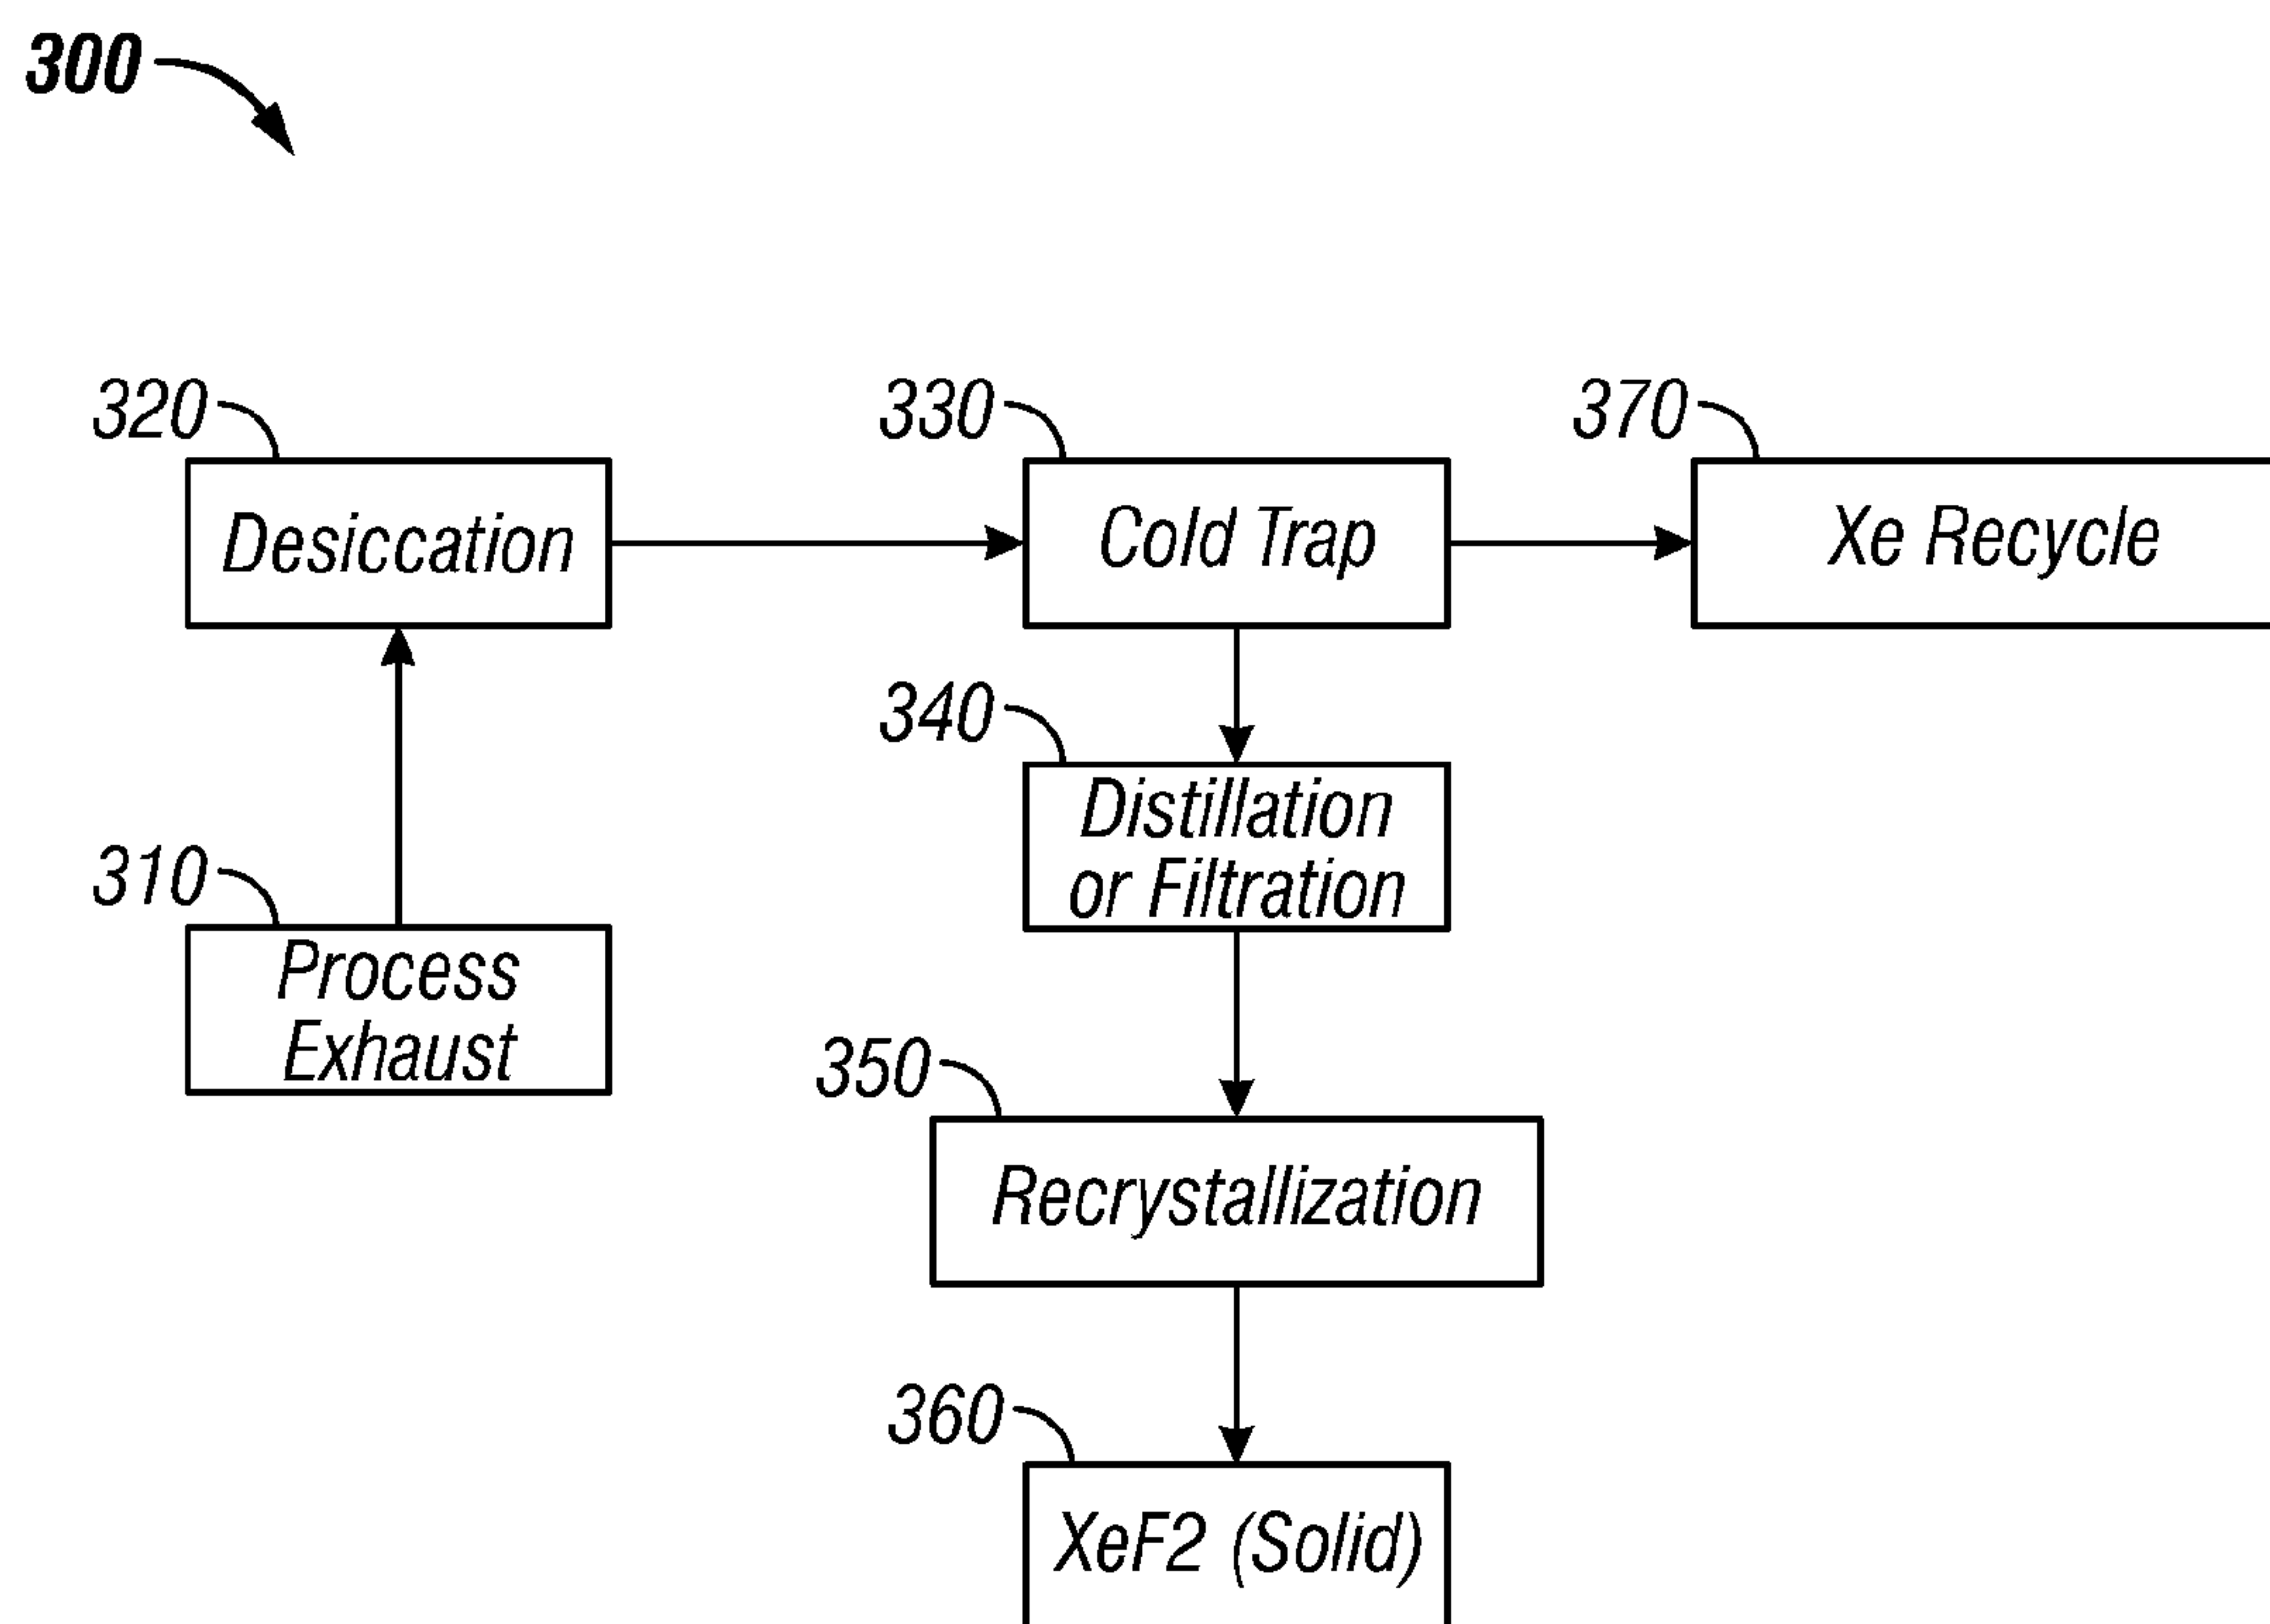 300
320
330
370
Desiccation
Cold Trap
Xe Recycle
340
Distillation
or Filtration
310
Process
Exhaust
350
Recrystallization
360
XeF2 (Solid)